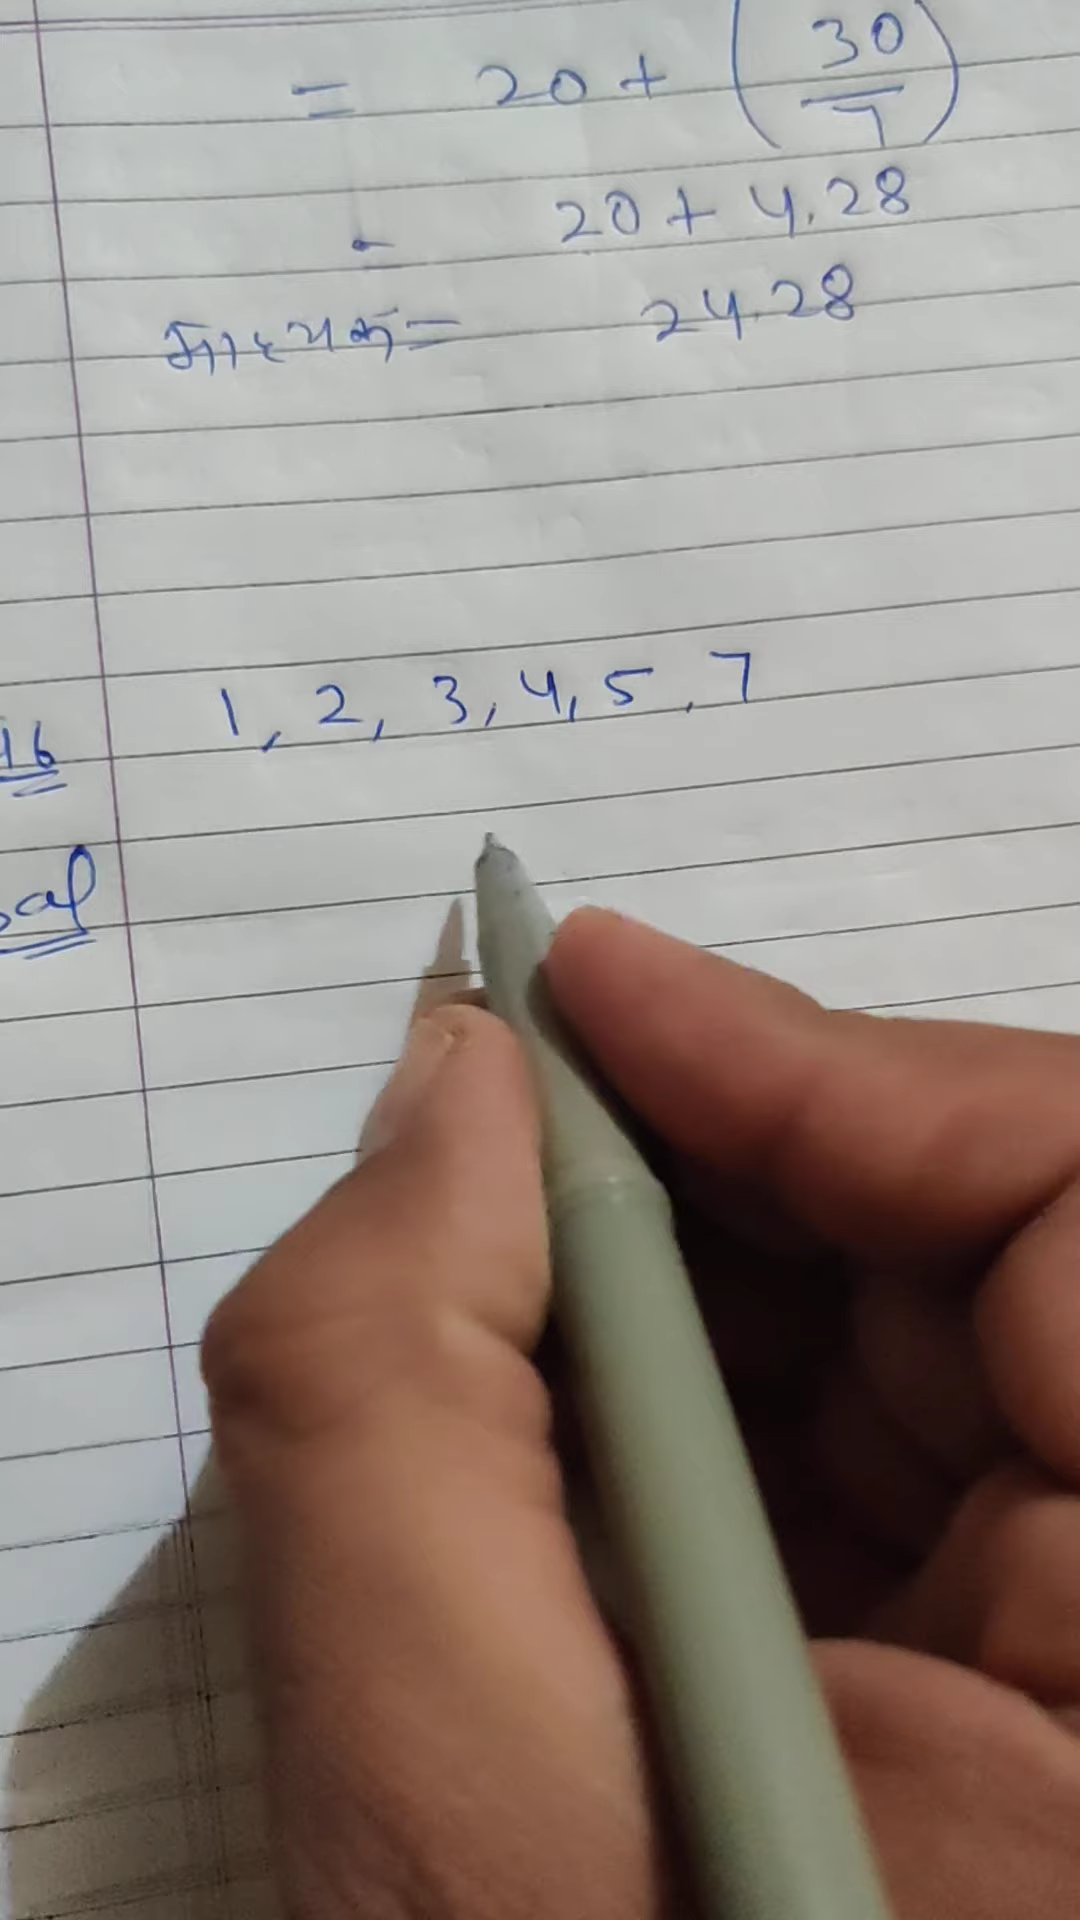 = 20 + (30/7)
= 20 + 4.28
माध्यक = 24.28
16 1, 2, 3, 4, 5, 7